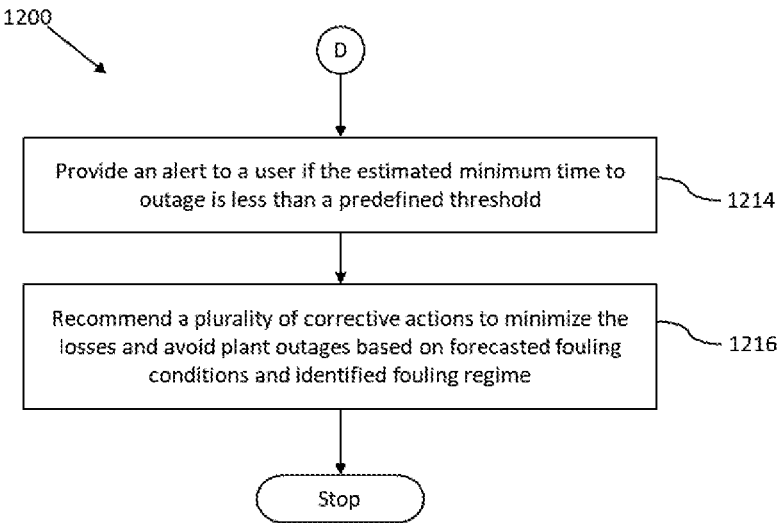 1200
D
Provide an alert to a user if the estimated minimum time to
outage is less than a predefined threshold
1214
Recommend a plurality of corrective actions to minimize the
losses and avoid plant outages based on forecasted fouling
conditions and identified fouling regime
1216
Stop